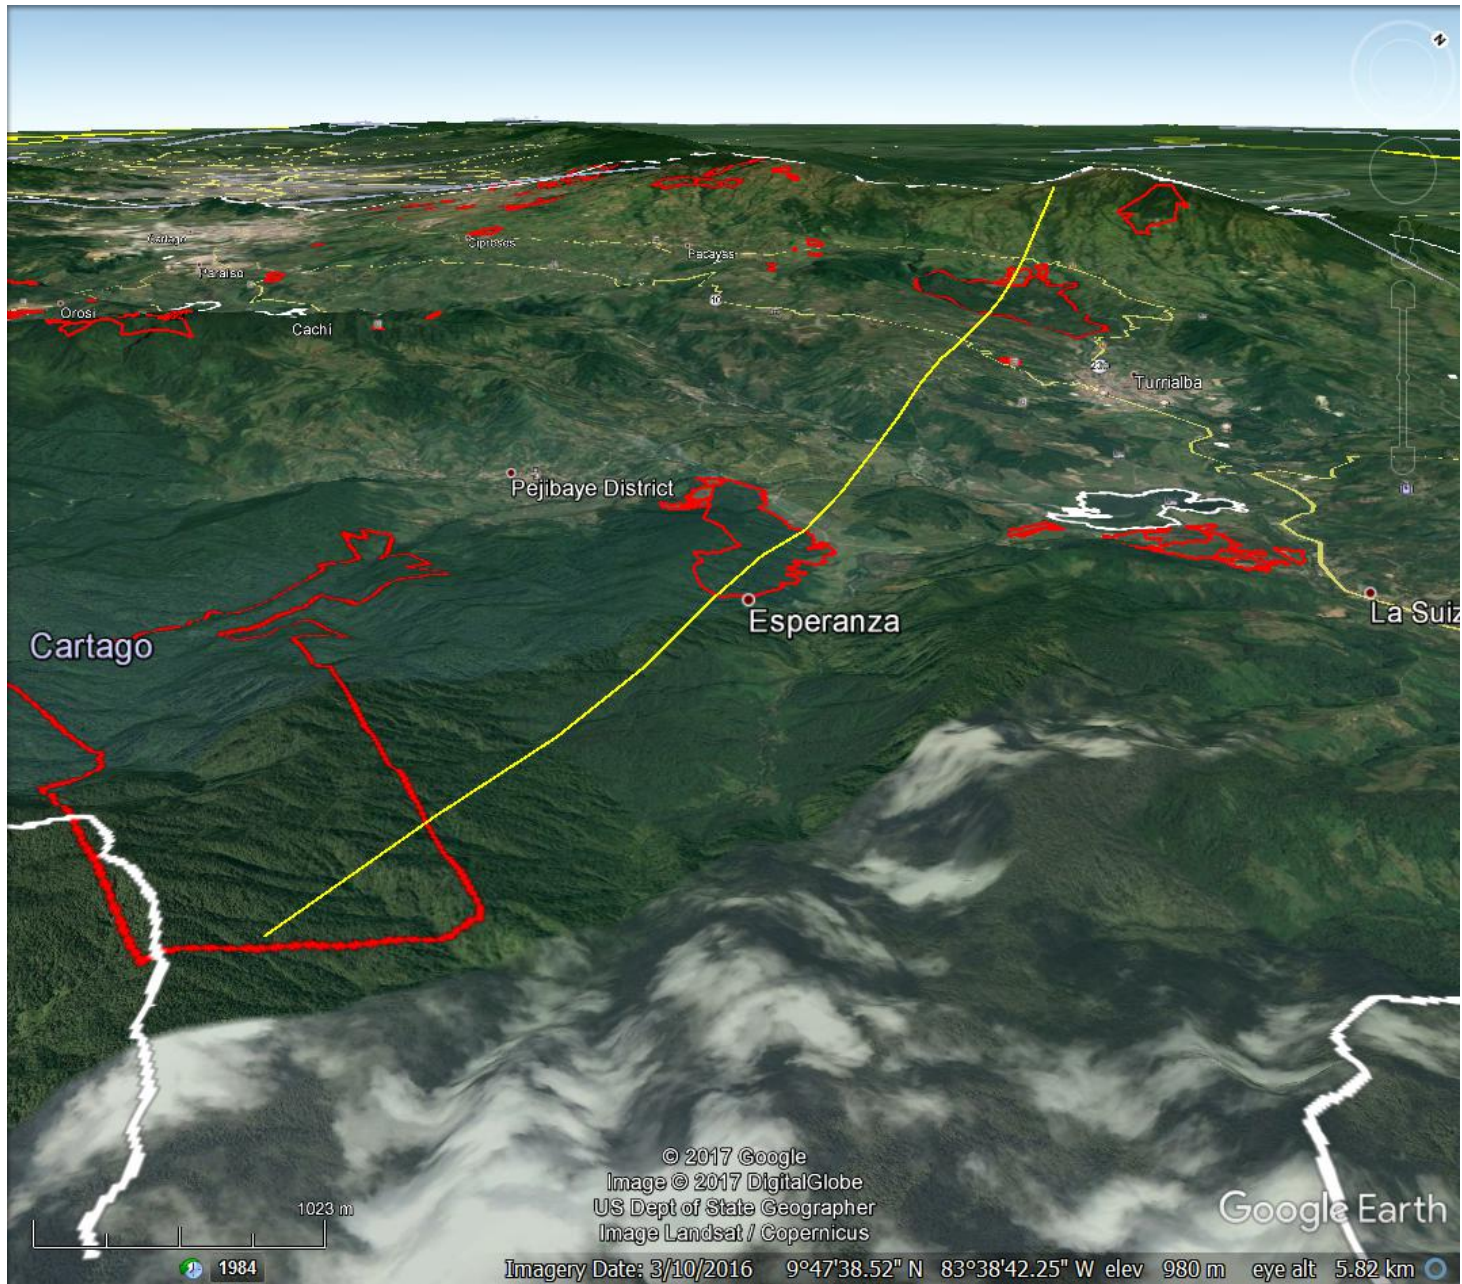 N
Cartago
Cipreses
Pacayas
Paraiso
Orosi
Cachí
10
Turrialba
Pejibaye District
Esperanza
La Suiz
Cartago
© 2017 Google
Image © 2017 DigitalGlobe
US Dept of State Geographer
Image Landsat / Copernicus
Google Earth
1023 m
1984
Imagery Date: 3/10/2016 9°47'38.52" N 83°38'42.25" W elev 980 m eye alt 5.82 km